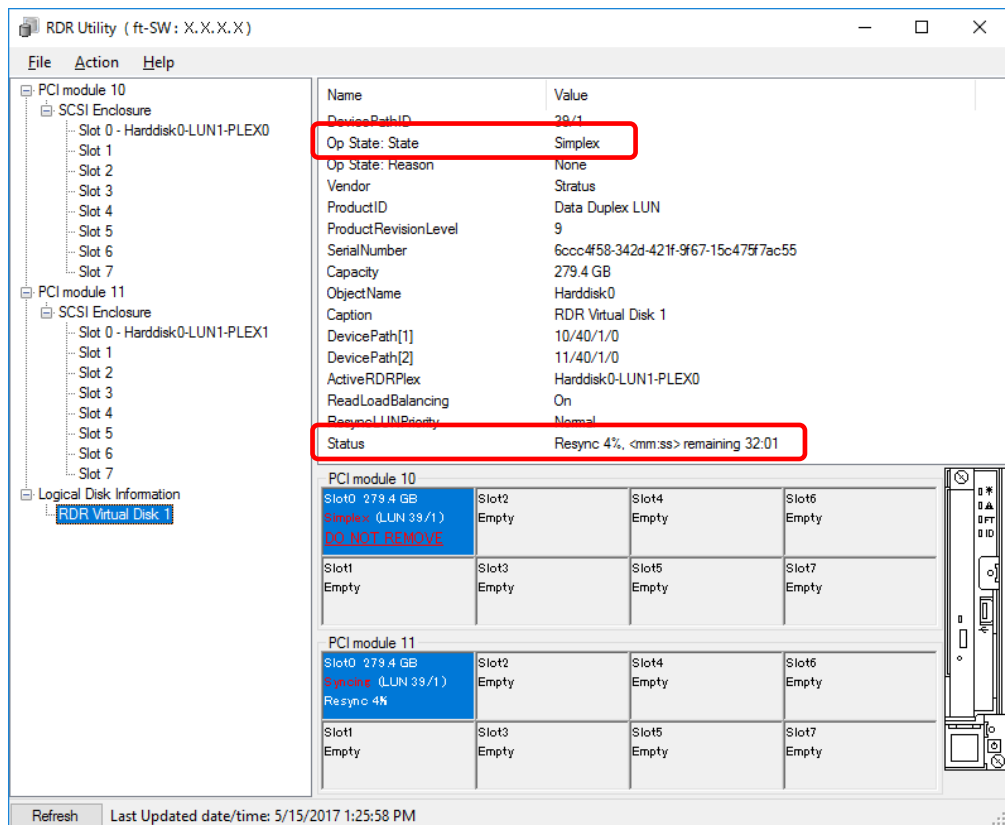 RDR Utility ( ft-SW : X.X.X.X )
File Action Help
PCI module 10
SCSI Enclosure
Slot 0 - Harddisk0-LUN1-PLEX0
Slot 1
Slot 2
Slot 3
Slot 4
Slot 5
Slot 6
Slot 7
PCI module 11
SCSI Enclosure
Slot 0 - Harddisk0-LUN1-PLEX1
Slot 1
Slot 2
Slot 3
Slot 4
Slot 5
Slot 6
Slot 7
Logical Disk Information
RDR Virtual Disk 1
Name Value
DevicePathID 39/1
Op State: State Simplex
Op State: Reason None
Vendor Stratus
ProductID Data Duplex LUN
ProductRevisionLevel 9
SerialNumber 6ccc4f58-342d-421f-9f67-15c475f7ac55
Capacity 279.4 GB
ObjectName Harddisk0
Caption RDR Virtual Disk 1
DevicePath[1] 10/40/1/0
DevicePath[2] 11/40/1/0
ActiveRDRPlex Harddisk0-LUN1-PLEX0
ReadLoadBalancing On
ResyncLUNPriority Normal
Status Resync 4%, <mm:ss> remaining 32:01
PCI module 10
Slot0 279.4 GB Slot2 Slot4 Slot6
Simplex (LUN 39/1) Empty Empty Empty
DO NOT REMOVE
Slot1 Slot3 Slot5 Slot7
Empty Empty Empty Empty
PCI module 11
Slot0 279.4 GB Slot2 Slot4 Slot6
Syncing (LUN 39/1) Empty Empty Empty
Resync 4%
Slot1 Slot3 Slot5 Slot7
Empty Empty Empty Empty
FT
ID
Refresh Last Updated date/time: 5/15/2017 1:25:58 PM